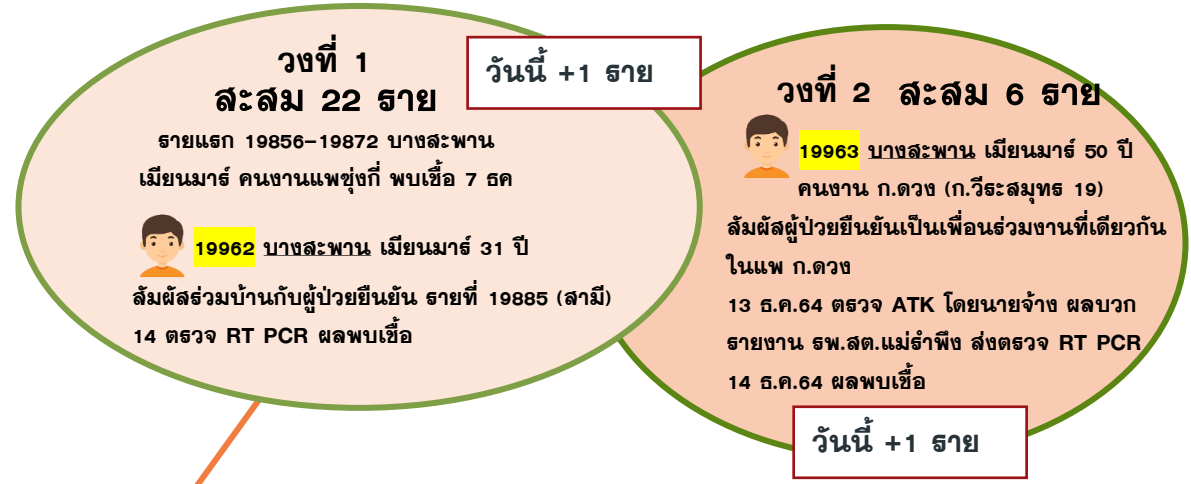 วงที่ 1
สะสม 22 ราย
วันนี้ +1 ราย
รายแรก 19856-19872 บางสะพาน
เมียนมาร์ คนงานแพซุ่งกี่ พบเชื้อ 7 ธค
19962 บางสะพาน เมียนมาร์ 31 ปี
สัมผัสร่วมบ้านกับผู้ป่วยยืนยัน รายที่ 19885 (สามี)
14 ตรวจ RT PCR ผลพบเชื้อ
วงที่ 2 สะสม 6 ราย
19963 บางสะพาน เมียนมาร์ 50 ปี
คนงาน ก.ดวง (ก.วีระสมุทร 19)
สัมผัสผู้ป่วยยืนยันเป็นเพื่อนร่วมงานที่เดียวกัน
ในแพ ก.ดวง
13 ธ.ค.64 ตรวจ ATK โดยนายจ้าง ผลบวก
รายงาน รพ.สต.แม่รำพึง ส่งตรวจ RT PCR
14 ธ.ค.64 ผลพบเชื้อ
วันนี้ +1 ราย